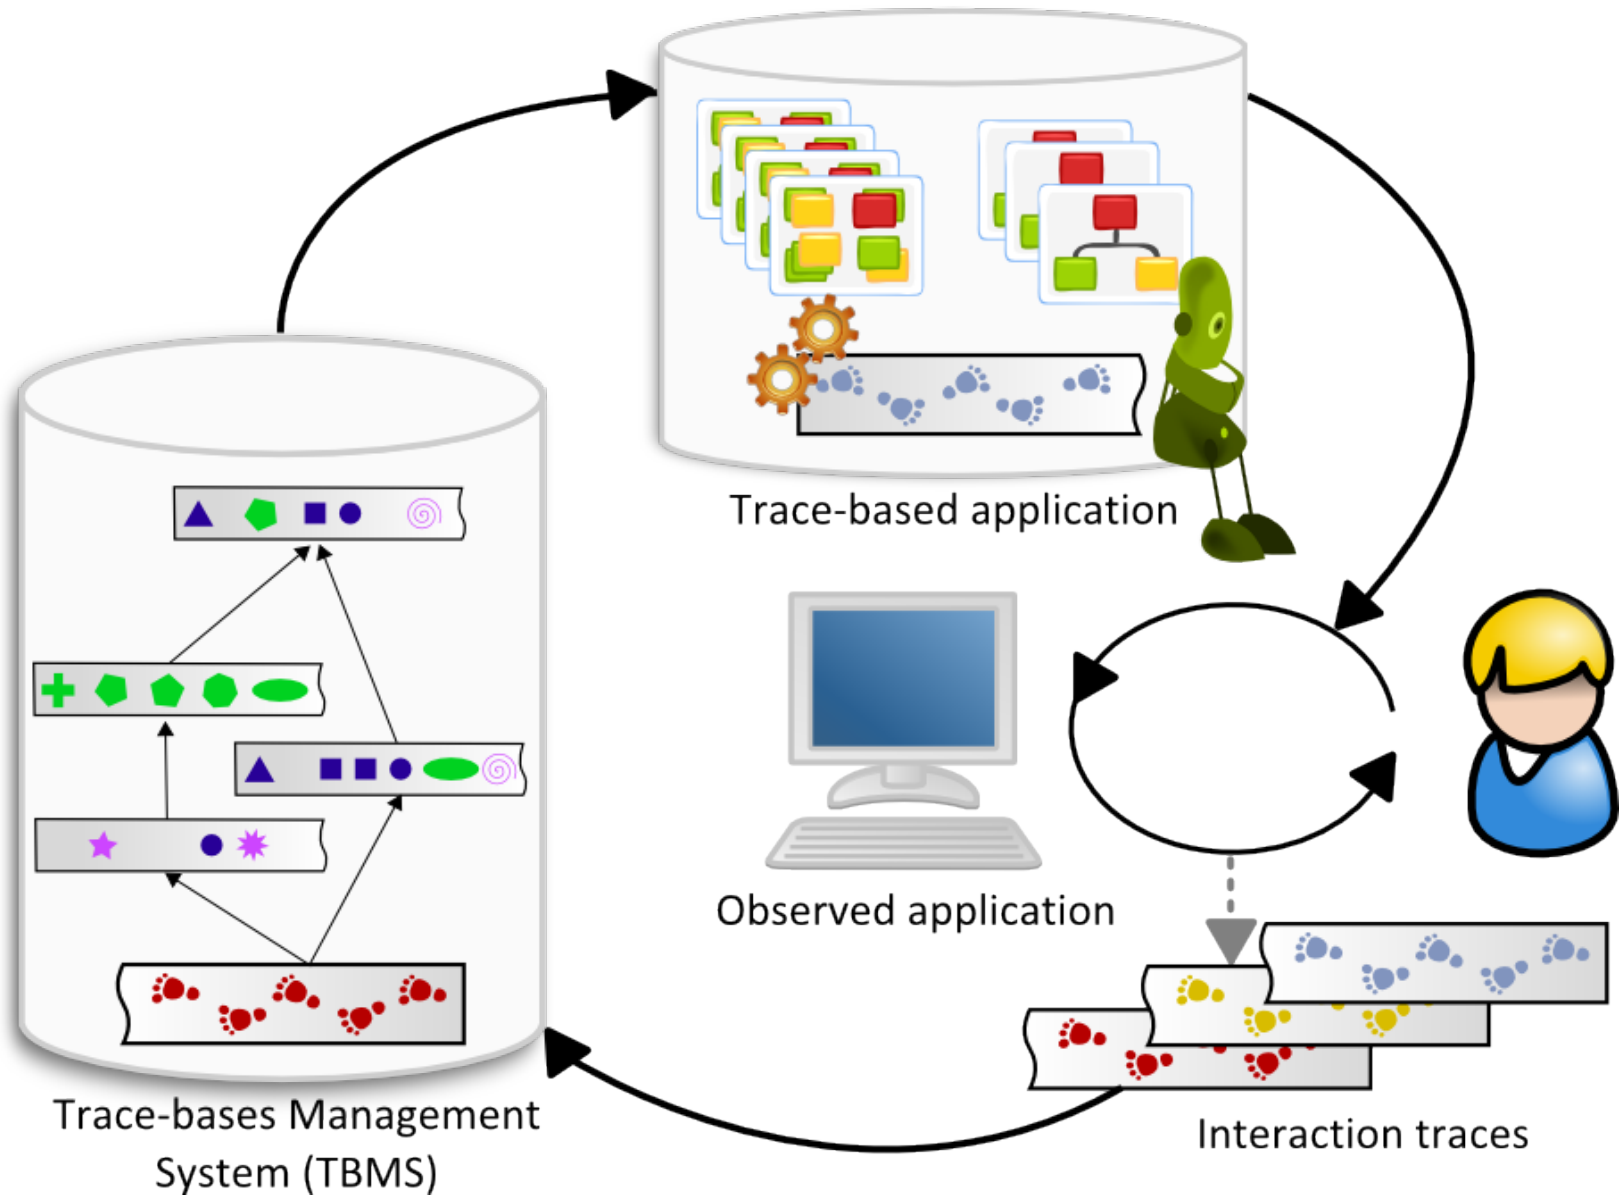 Trace-based application
Observed application
Interaction traces
Trace-bases Management
System (TBMS)